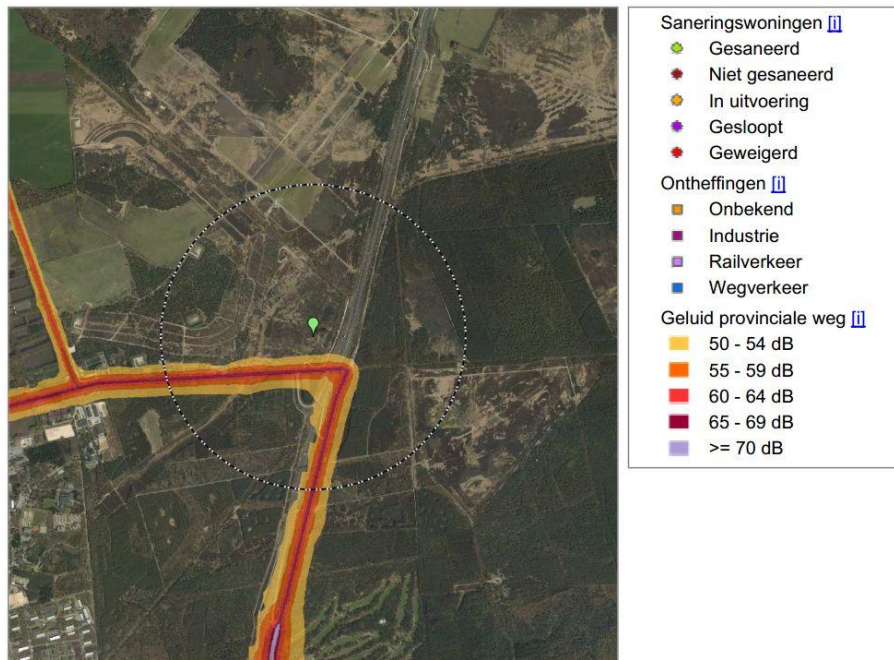 Saneringswoningen [i]
Gesaneerd
Niet gesaneerd
In uitvoering
Gesloopt
Geweigerd
Ontheffingen [i]
Onbekend
Industrie
Railverkeer
Wegverkeer
Geluid provinciale weg [i]
50 - 54 dB
55 - 59 dB
60 - 64 dB
65 - 69 dB
>= 70 dB